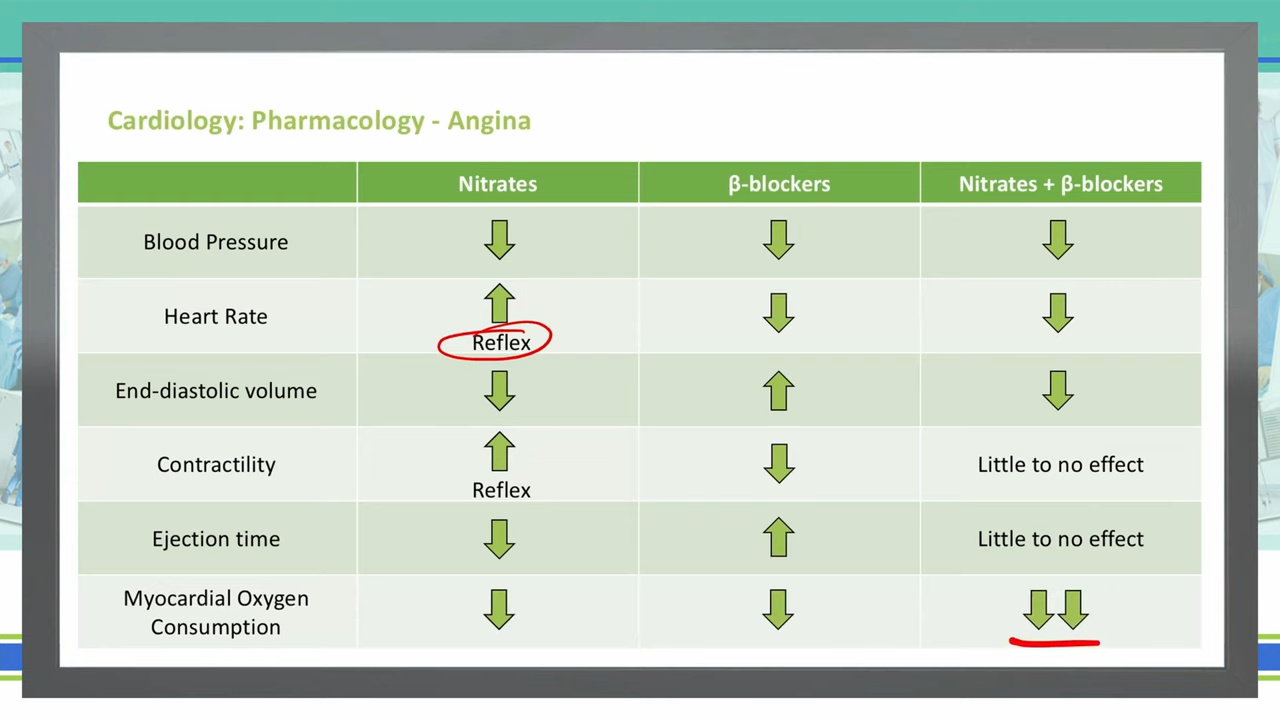 Cardiology: Pharmacology - Angina
Nitrates
β-blockers
Nitrates + β-blockers
Blood Pressure
Heart Rate
Reflex
End-diastolic volume
Contractility
Reflex
Little to no effect
Ejection time
Little to no effect
Myocardial Oxygen
Consumption